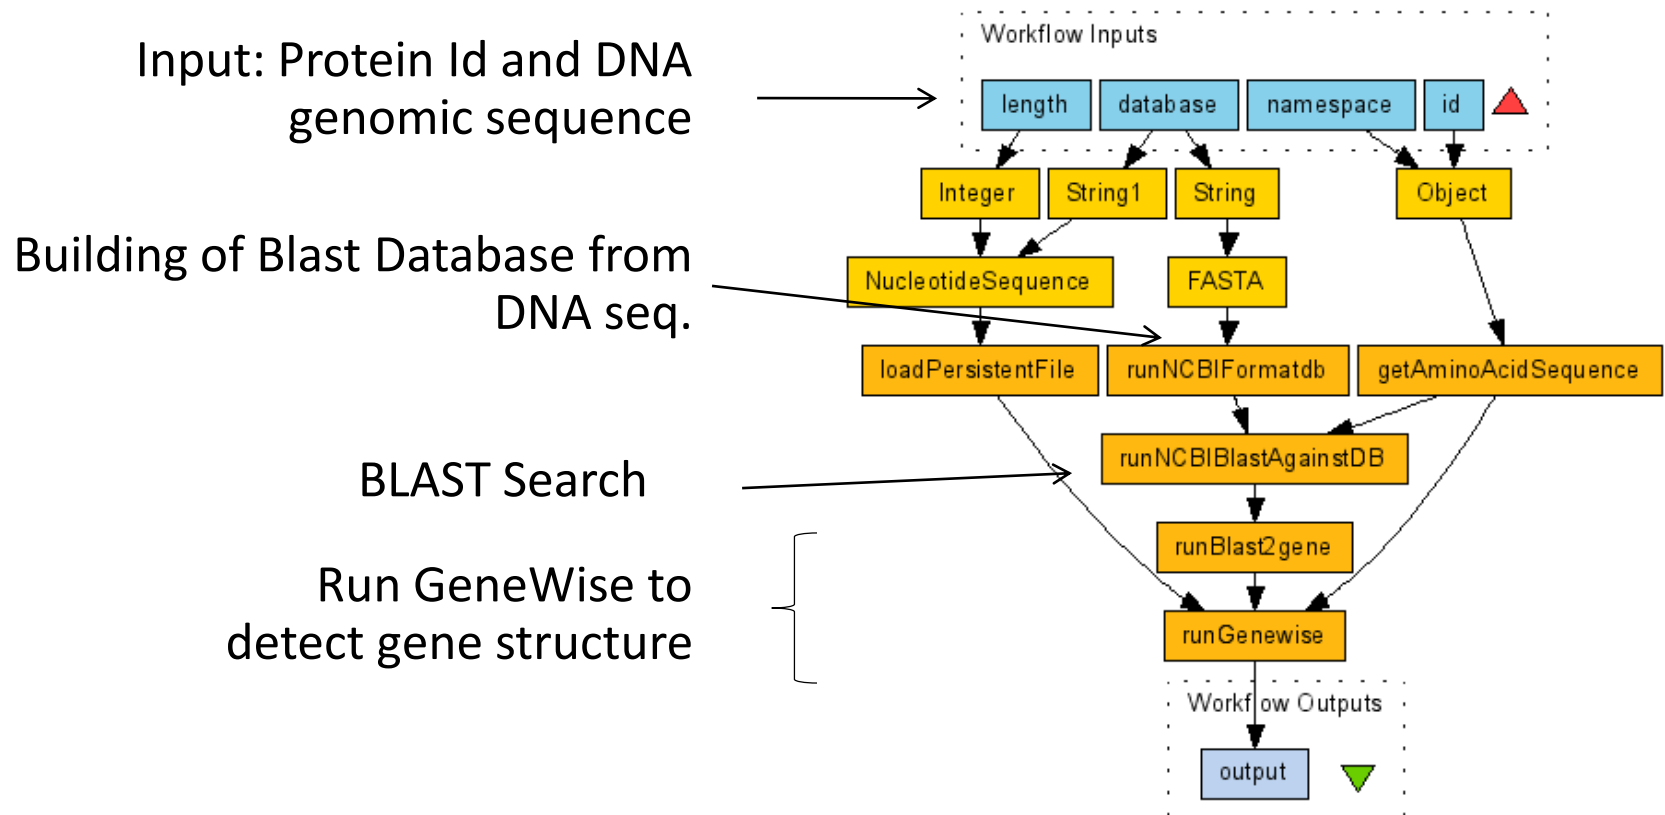 Input: Protein Id and DNA
genomic sequence
Workflow Inputs
length database namespace id
Integer String1 String Object
Building of Blast Database from
DNA seq.
NucleotideSequence FASTA
loadPersistentFile runNCBIFormatdb getAminoAcidSequence
BLAST Search
runNCBIBlastAgainstDB
runBlast2gene
Run GeneWise to
detect gene structure
runGenewise
Workflow Outputs
output